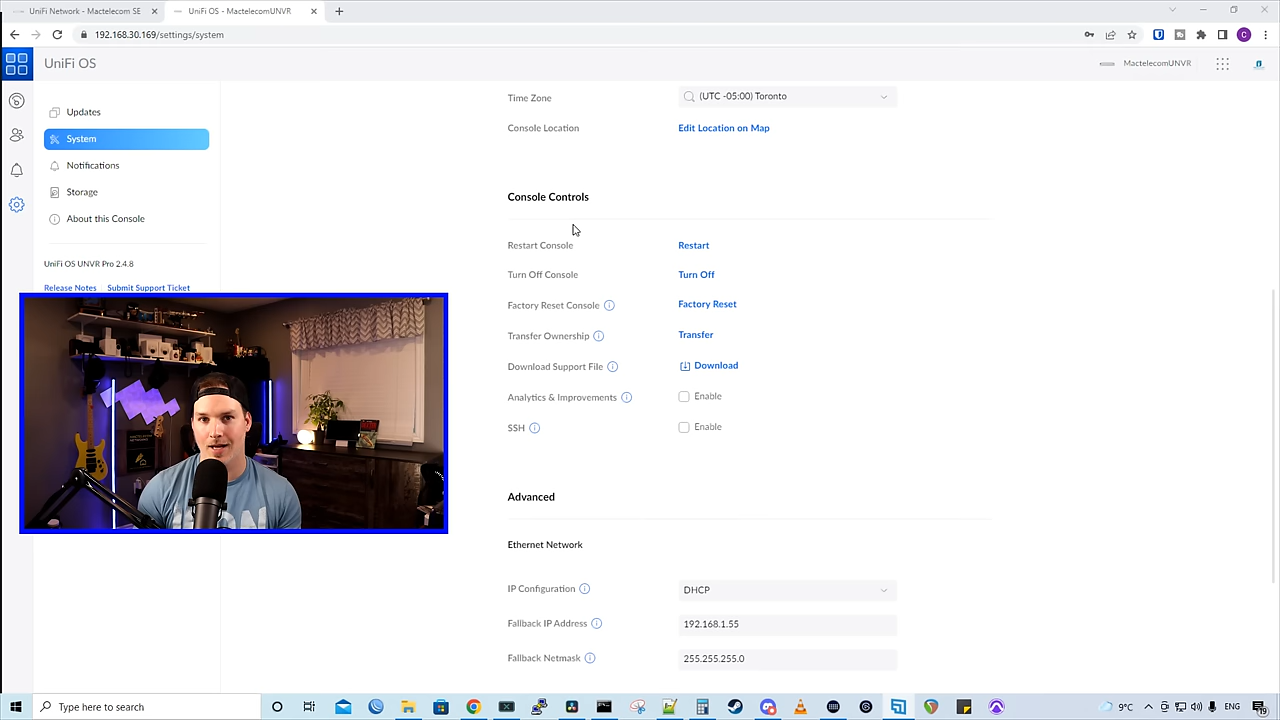 UniFi Network - Mactelecom SE
UniFi OS - MactelecomUNVR
192.168.30.169/settings/system
C
UniFi OS
MactelecomUNVR
Updates
System
Notifications
Storage
About this Console
UniFi OS UNVR Pro 2.4.8
Release Notes Submit Support Ticket
Time Zone (UTC -05:00) Toronto
Console Location Edit Location on Map
Console Controls
Restart Console Restart
Turn Off Console Turn Off
Factory Reset Console Factory Reset
Transfer Ownership Transfer
Download Support File Download
Analytics & Improvements Enable
SSH Enable
Advanced
Ethernet Network
IP Configuration DHCP
Fallback IP Address 192.168.1.55
Fallback Netmask 255.255.255.0
Type here to search
9°C
ENG